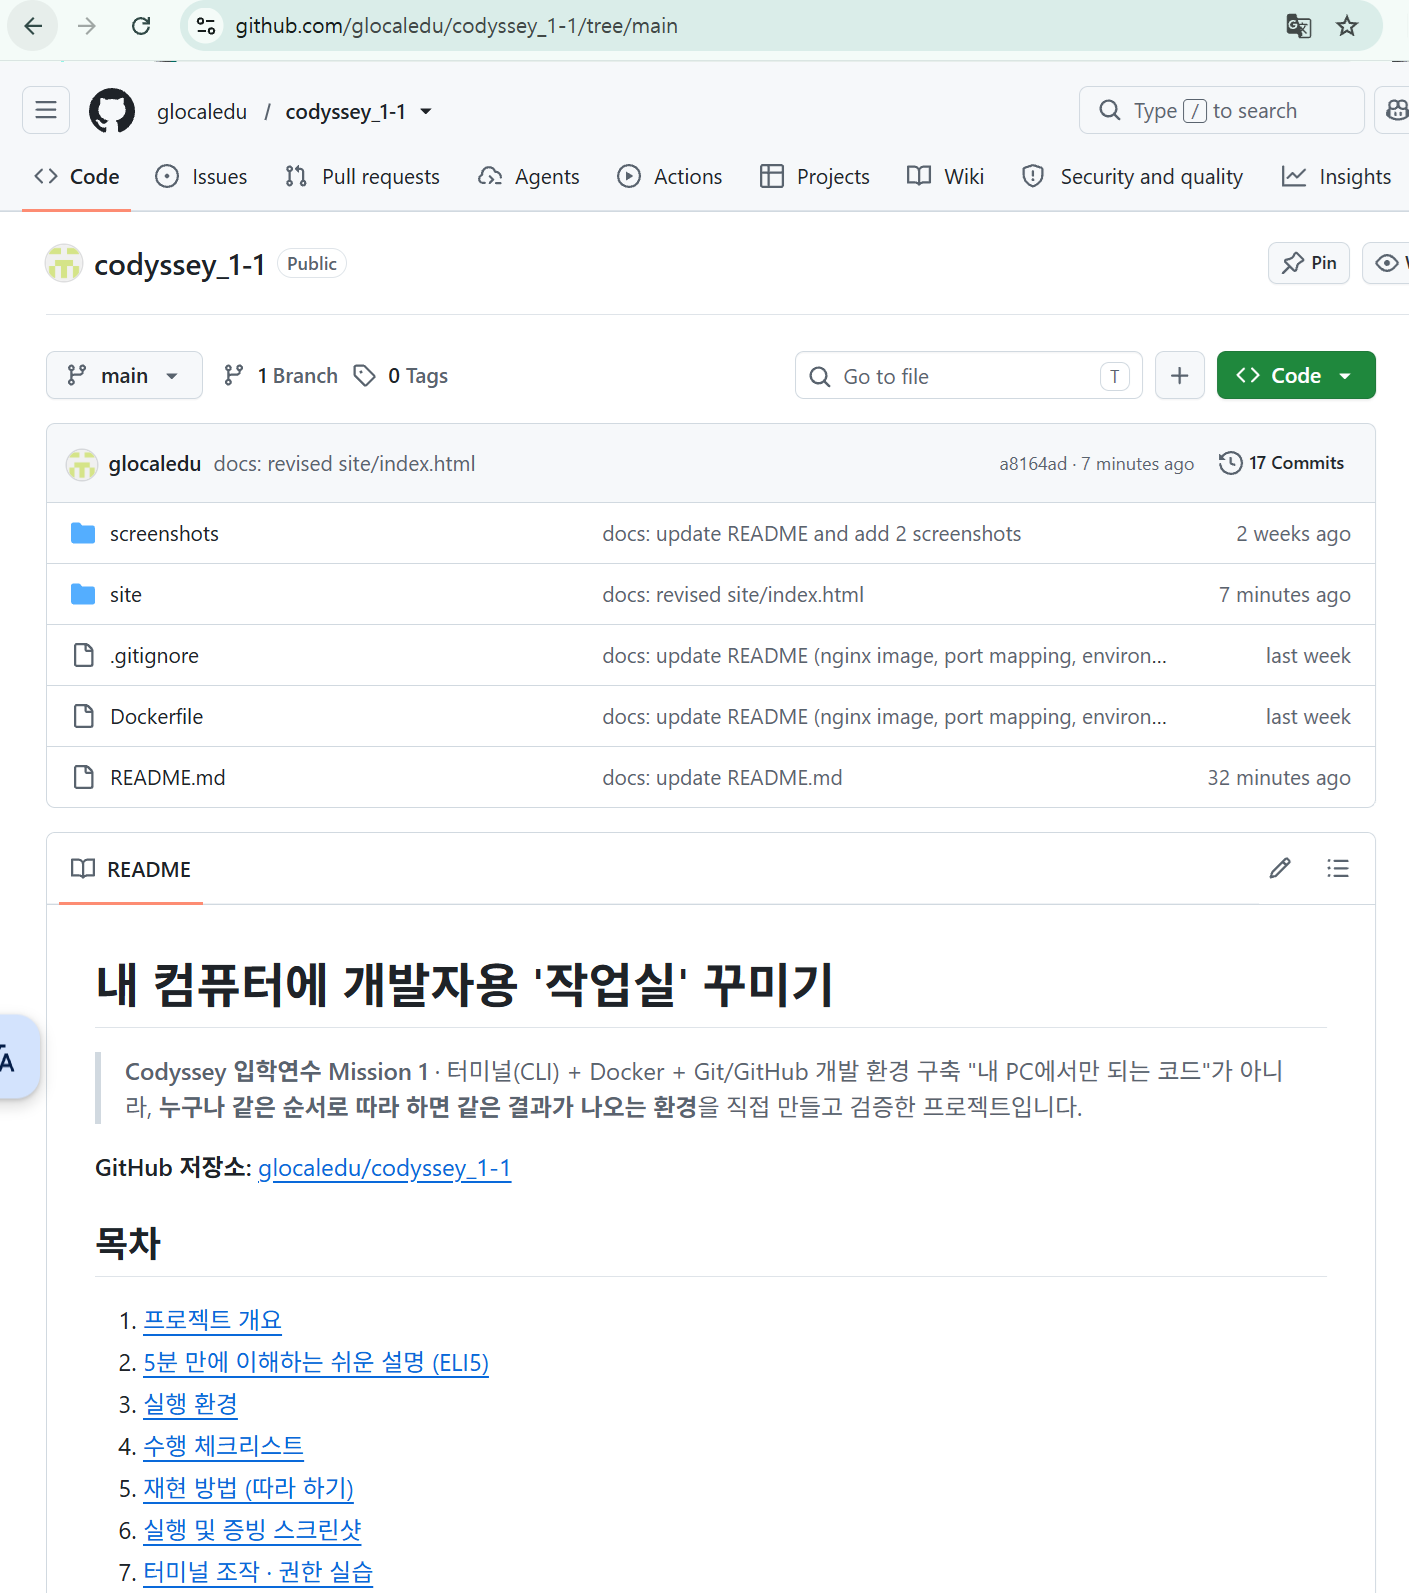 github.com/glocaledu/codyssey_1-1/tree/main
glocaledu / codyssey_1-1
Type / to search
Code Issues Pull requests Agents Actions Projects Wiki Security and quality Insights
codyssey_1-1 Public
Pin
main 1 Branch 0 Tags Go to file T + Code
glocaledu docs: revised site/index.html a8164ad · 7 minutes ago 17 Commits
screenshots docs: update README and add 2 screenshots 2 weeks ago
site docs: revised site/index.html 7 minutes ago
.gitignore docs: update README (nginx image, port mapping, environ... last week
Dockerfile docs: update README (nginx image, port mapping, environ... last week
README.md docs: update README.md 32 minutes ago
README
내 컴퓨터에 개발자용 '작업실' 꾸미기
Codyssey 입학연수 Mission 1 · 터미널(CLI) + Docker + Git/GitHub 개발 환경 구축 "내 PC에서만 되는 코드"가 아니
라, 누구나 같은 순서로 따라 하면 같은 결과가 나오는 환경을 직접 만들고 검증한 프로젝트입니다.
GitHub 저장소: glocaledu/codyssey_1-1
목차
1. 프로젝트 개요
2. 5분 만에 이해하는 쉬운 설명 (ELI5)
3. 실행 환경
4. 수행 체크리스트
5. 재현 방법 (따라 하기)
6. 실행 및 증빙 스크린샷
7. 터미널 조작 · 권한 실습